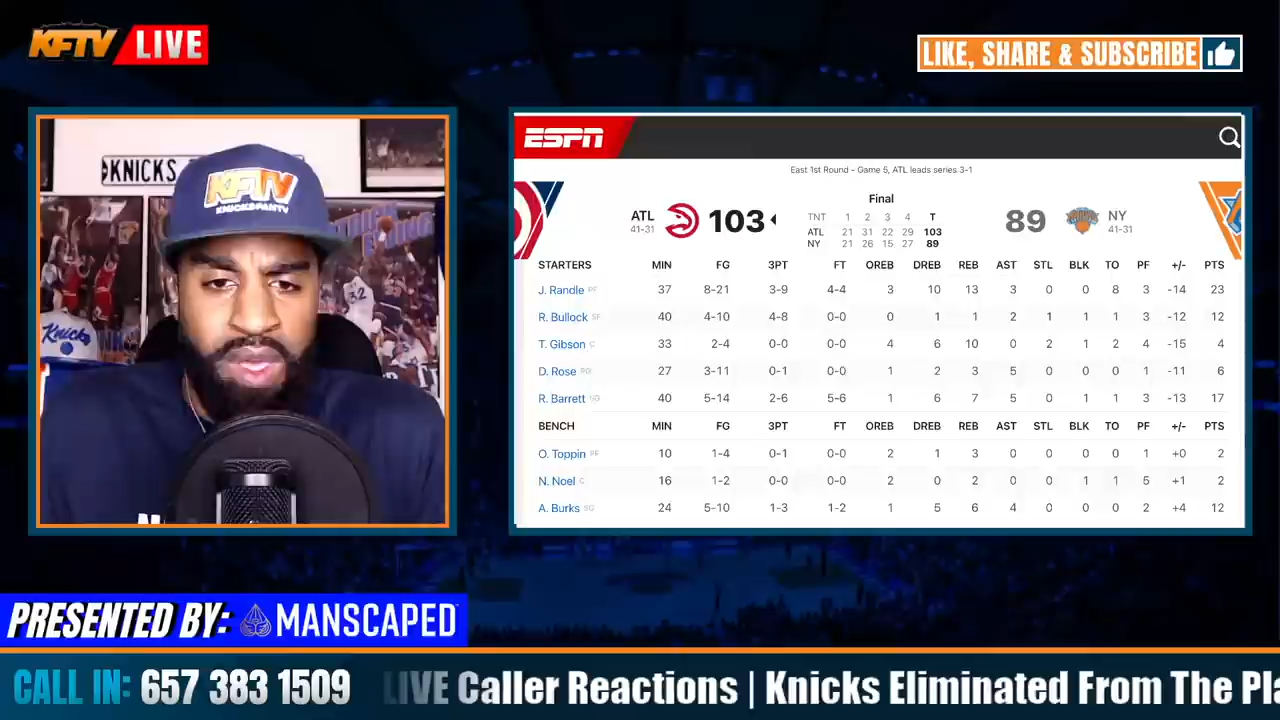 KFTV LIVE
LIKE, SHARE & SUBSCRIBE
KNICKS
KFTV
KNICKSFANTV
Knicks
32
ESPN
East 1st Round - Game 5, ATL leads series 3-1
Final
ATL 103 89 NY
41-31 41-31
TNT 1 2 3 4 T
ATL 21 31 22 29 103
NY 21 26 15 27 89
STARTERS MIN FG 3PT FT OREB DREB REB AST STL BLK TO PF +/- PTS
J. Randle PF 37 8-21 3-9 4-4 3 10 13 3 0 0 8 3 -14 23
R. Bullock SF 40 4-10 4-8 0-0 0 1 1 2 1 1 1 3 -12 12
T. Gibson C 33 2-4 0-0 0-0 4 6 10 0 2 1 2 4 -15 4
D. Rose PG 27 3-11 0-1 0-0 1 2 3 5 0 0 0 1 -11 6
R. Barrett SG 40 5-14 2-6 5-6 1 6 7 5 0 1 1 3 -13 17
BENCH MIN FG 3PT FT OREB DREB REB AST STL BLK TO PF +/- PTS
O. Toppin PF 10 1-4 0-1 0-0 2 1 3 0 0 0 0 1 +0 2
N. Noel C 16 1-2 0-0 0-0 2 0 2 0 0 1 1 5 +1 2
A. Burks SG 24 5-10 1-3 1-2 1 5 6 4 0 0 0 2 +4 12
PRESENTED BY: MANSCAPED
CALL IN: 657 383 1509 LIVE Caller Reactions | Knicks Eliminated From The Pla